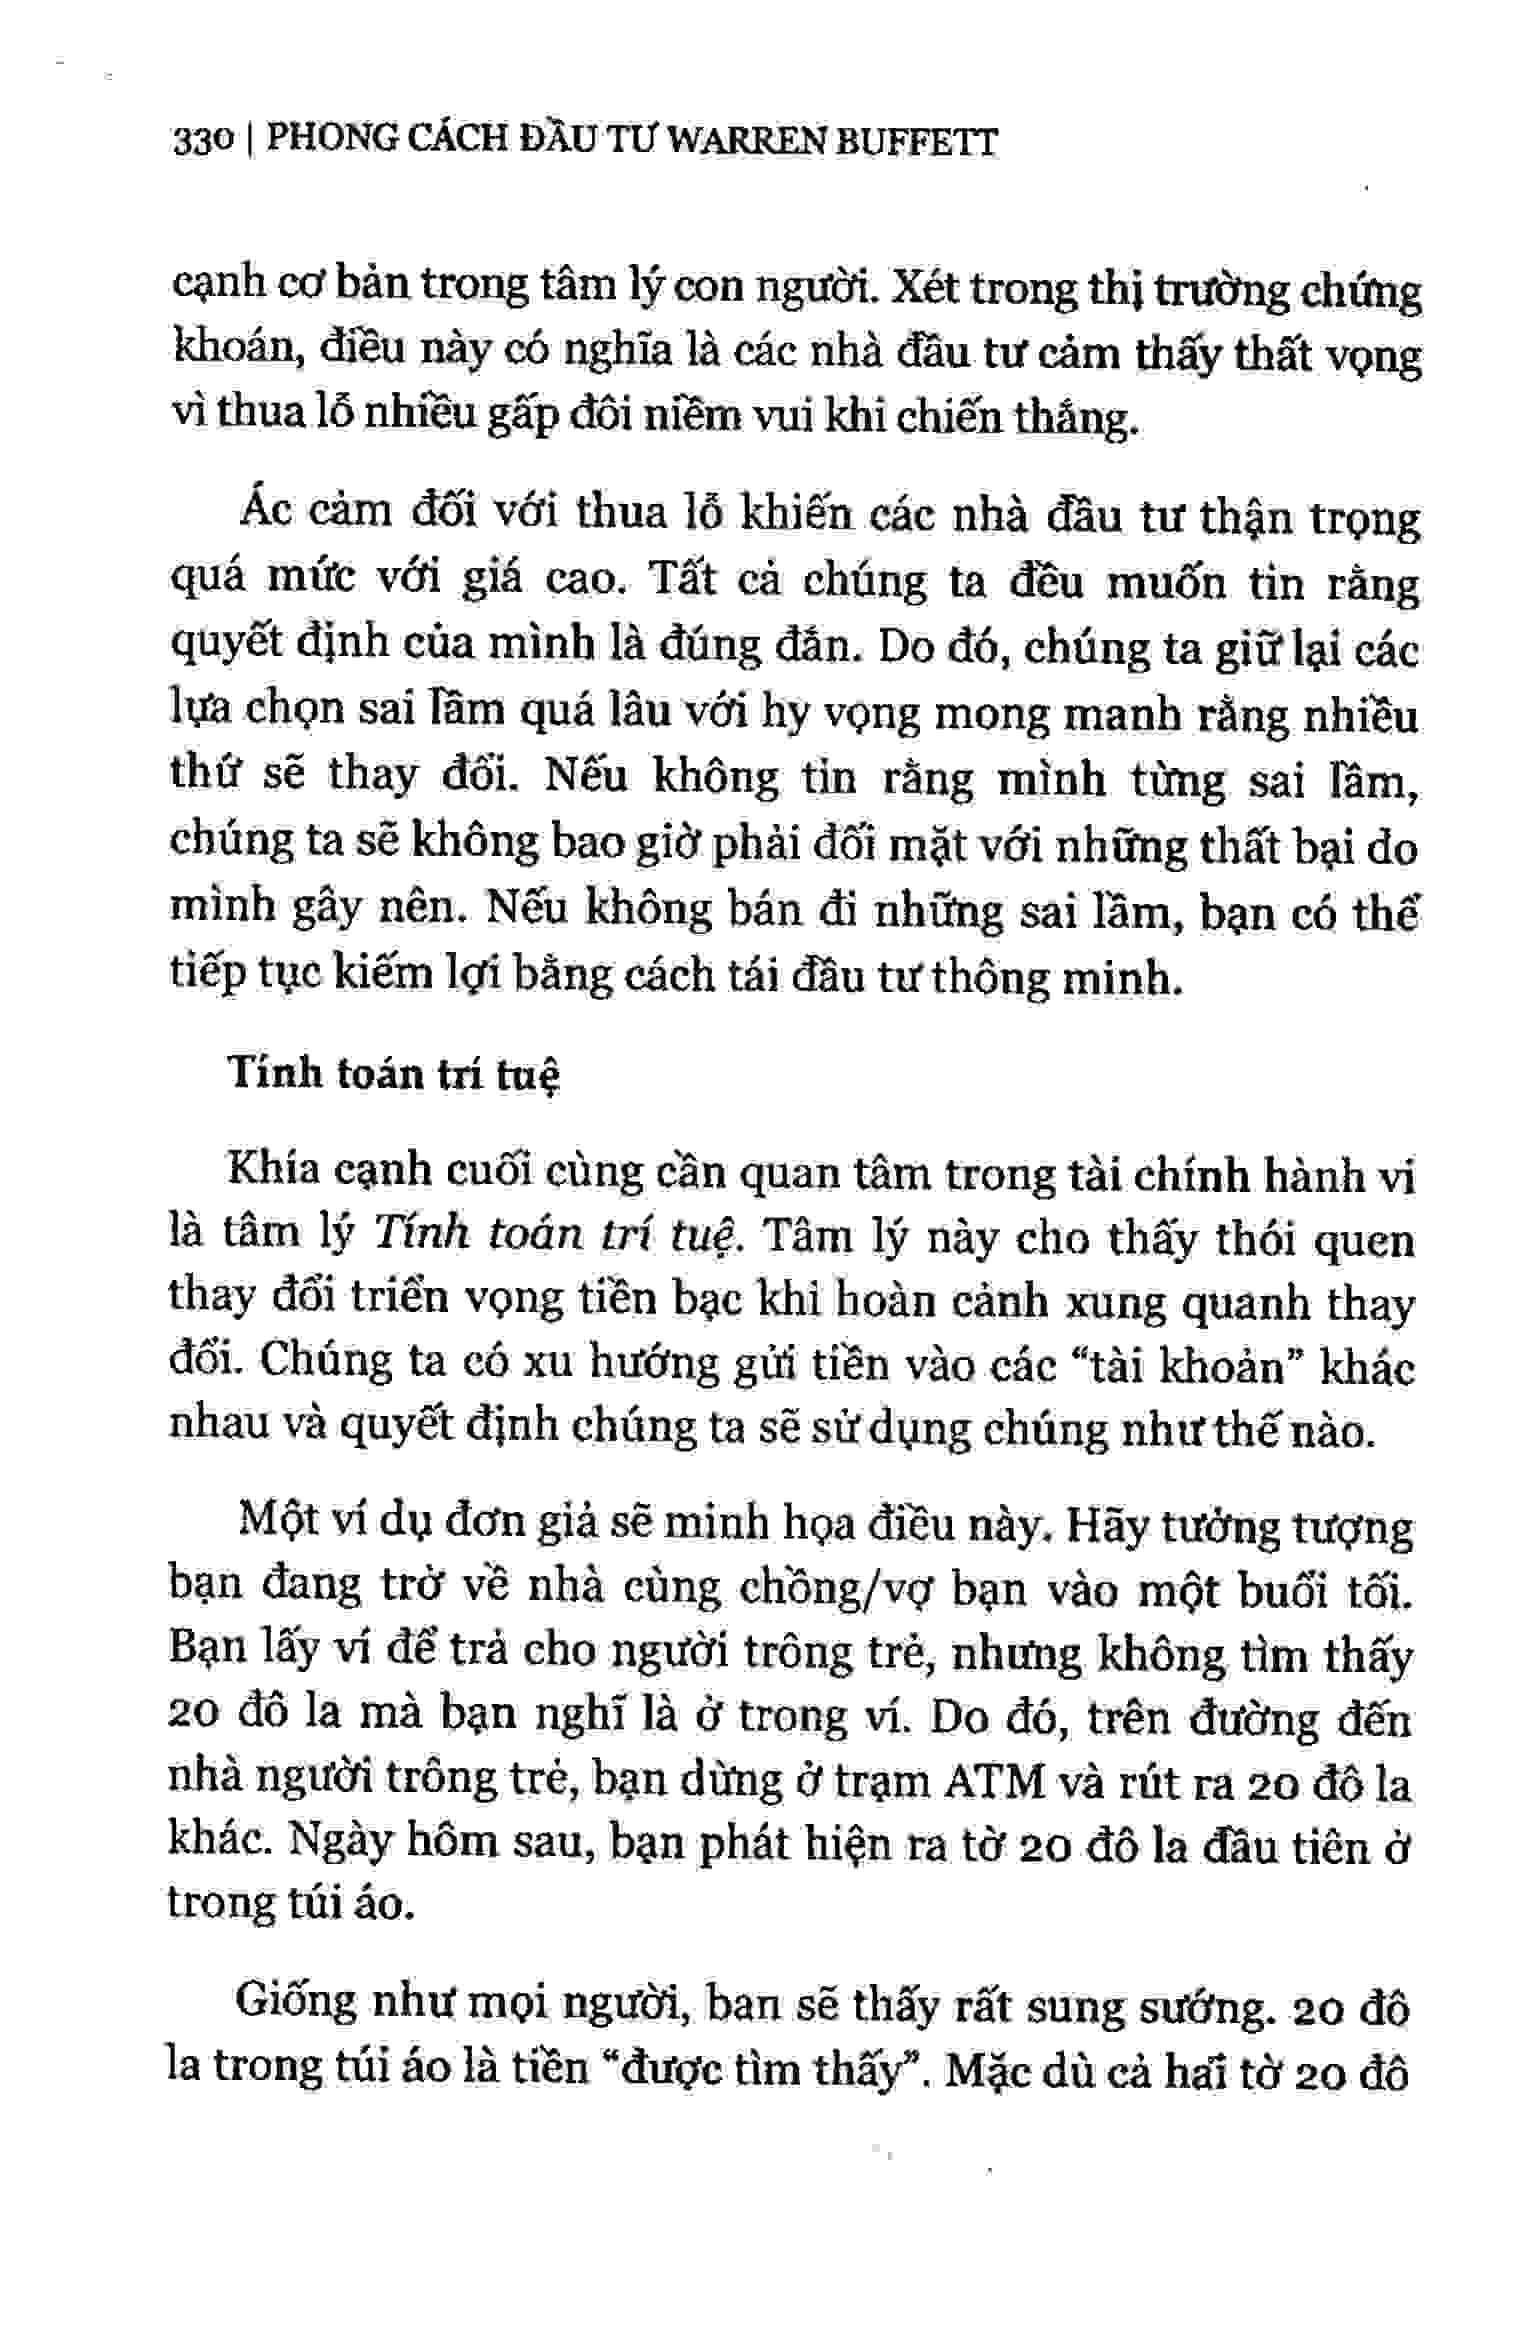 330 | PHONG CÁCH ĐẦU TƯ WARREN BUFFETT
cạnh cơ bản trong tâm lý con người. Xét trong thị trường chứng
khoán, điều này có nghĩa là các nhà đầu tư cảm thấy thất vọng
vì thua lỗ nhiều gấp đôi niềm vui khi chiến thắng.
Ác cảm đối với thua lỗ khiến các nhà đầu tư thận trọng
quá mức với giá cao. Tất cả chúng ta đều muốn tin rằng
quyết định của mình là đúng đắn. Do đó, chúng ta giữ lại các
lựa chọn sai lầm quá lâu với hy vọng mong manh rằng nhiều
thứ sẽ thay đổi. Nếu không tin rằng mình từng sai lầm,
chúng ta sẽ không bao giờ phải đối mặt với những thất bại do
mình gây nên. Nếu không bán đi những sai lầm, bạn có thể
tiếp tục kiếm lợi bằng cách tái đầu tư thông minh.
Tính toán trí tuệ
Khía cạnh cuối cùng cần quan tâm trong tài chính hành vi
là tâm lý Tính toán trí tuệ. Tâm lý này cho thấy thói quen
thay đổi triển vọng tiền bạc khi hoàn cảnh xung quanh thay
đổi. Chúng ta có xu hướng gửi tiền vào các “tài khoản” khác
nhau và quyết định chúng ta sẽ sử dụng chúng như thế nào.
Một ví dụ đơn giả sẽ minh họa điều này. Hãy tưởng tượng
bạn đang trở về nhà cùng chồng/vợ bạn vào một buổi tối.
Bạn lấy ví để trả cho người trông trẻ, nhưng không tìm thấy
20 đô la mà bạn nghĩ là ở trong ví. Do đó, trên đường đến
nhà người trông trẻ, bạn dừng ở trạm ATM và rút ra 20 đô la
khác. Ngày hôm sau, bạn phát hiện ra tờ 20 đô la đầu tiên ở
trong túi áo.
Giống như mọi người, ban sẽ thấy rất sung sướng. 20 đô
la trong túi áo là tiền “được tìm thấy”. Mặc dù cả hai tờ 20 đô